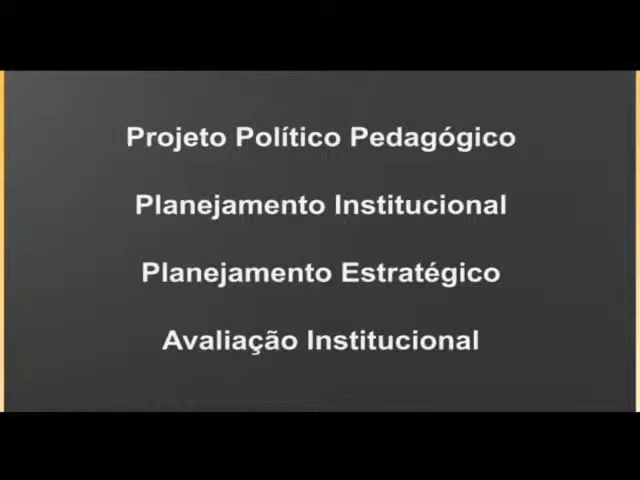 Projeto Político Pedagógico
Planejamento Institucional
Planejamento Estratégico
Avaliação Institucional